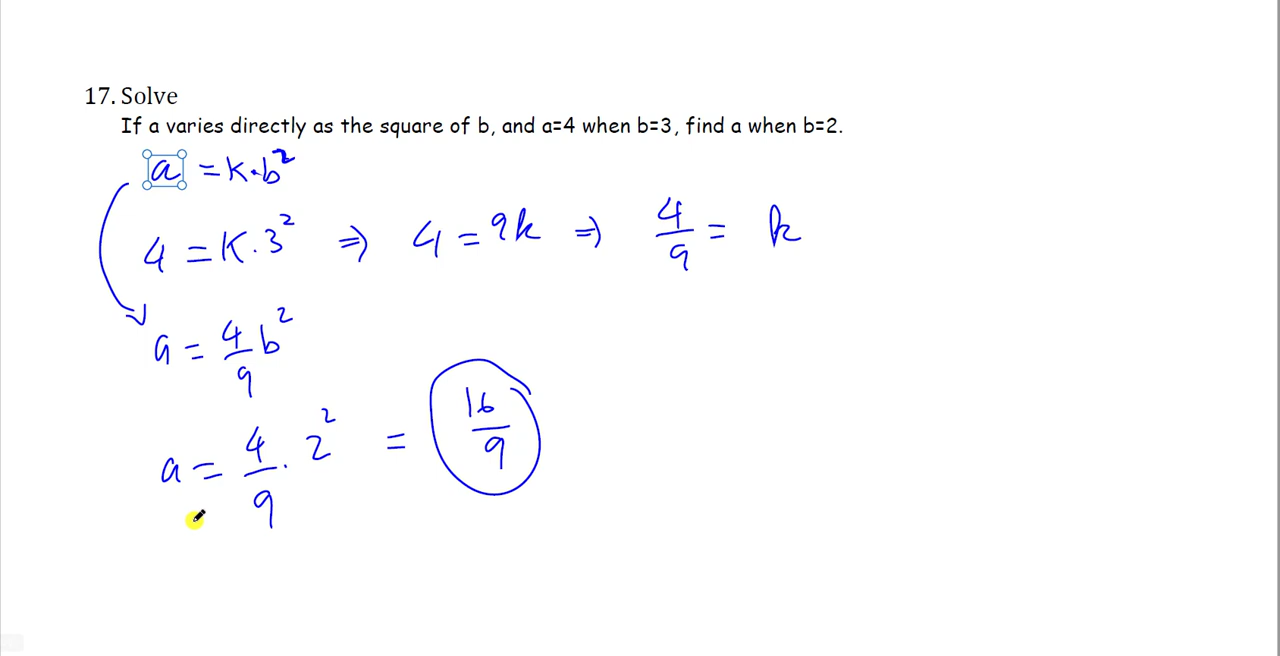 17. Solve
If a varies directly as the square of b, and a=4 when b=3, find a when b=2.
a = k·b²
4 = K·3² ⇒ 4 = 9k ⇒ 4/9 = k
a = 4/9 b²
a = 4/9 · 2² = 16/9